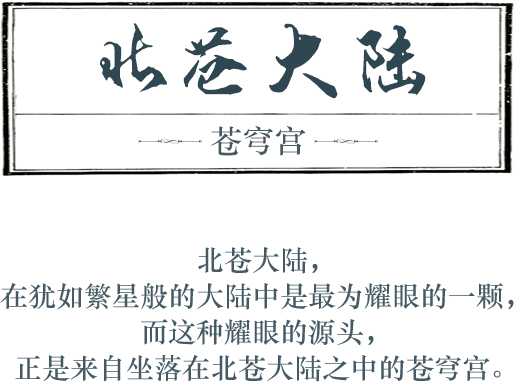 北苍大陆
苍穹宫
北苍大陆，
在犹如繁星般的大陆中是最为耀眼的一颗，
而这种耀眼的源头，
正是来自坐落在北苍大陆之中的苍穹宫。